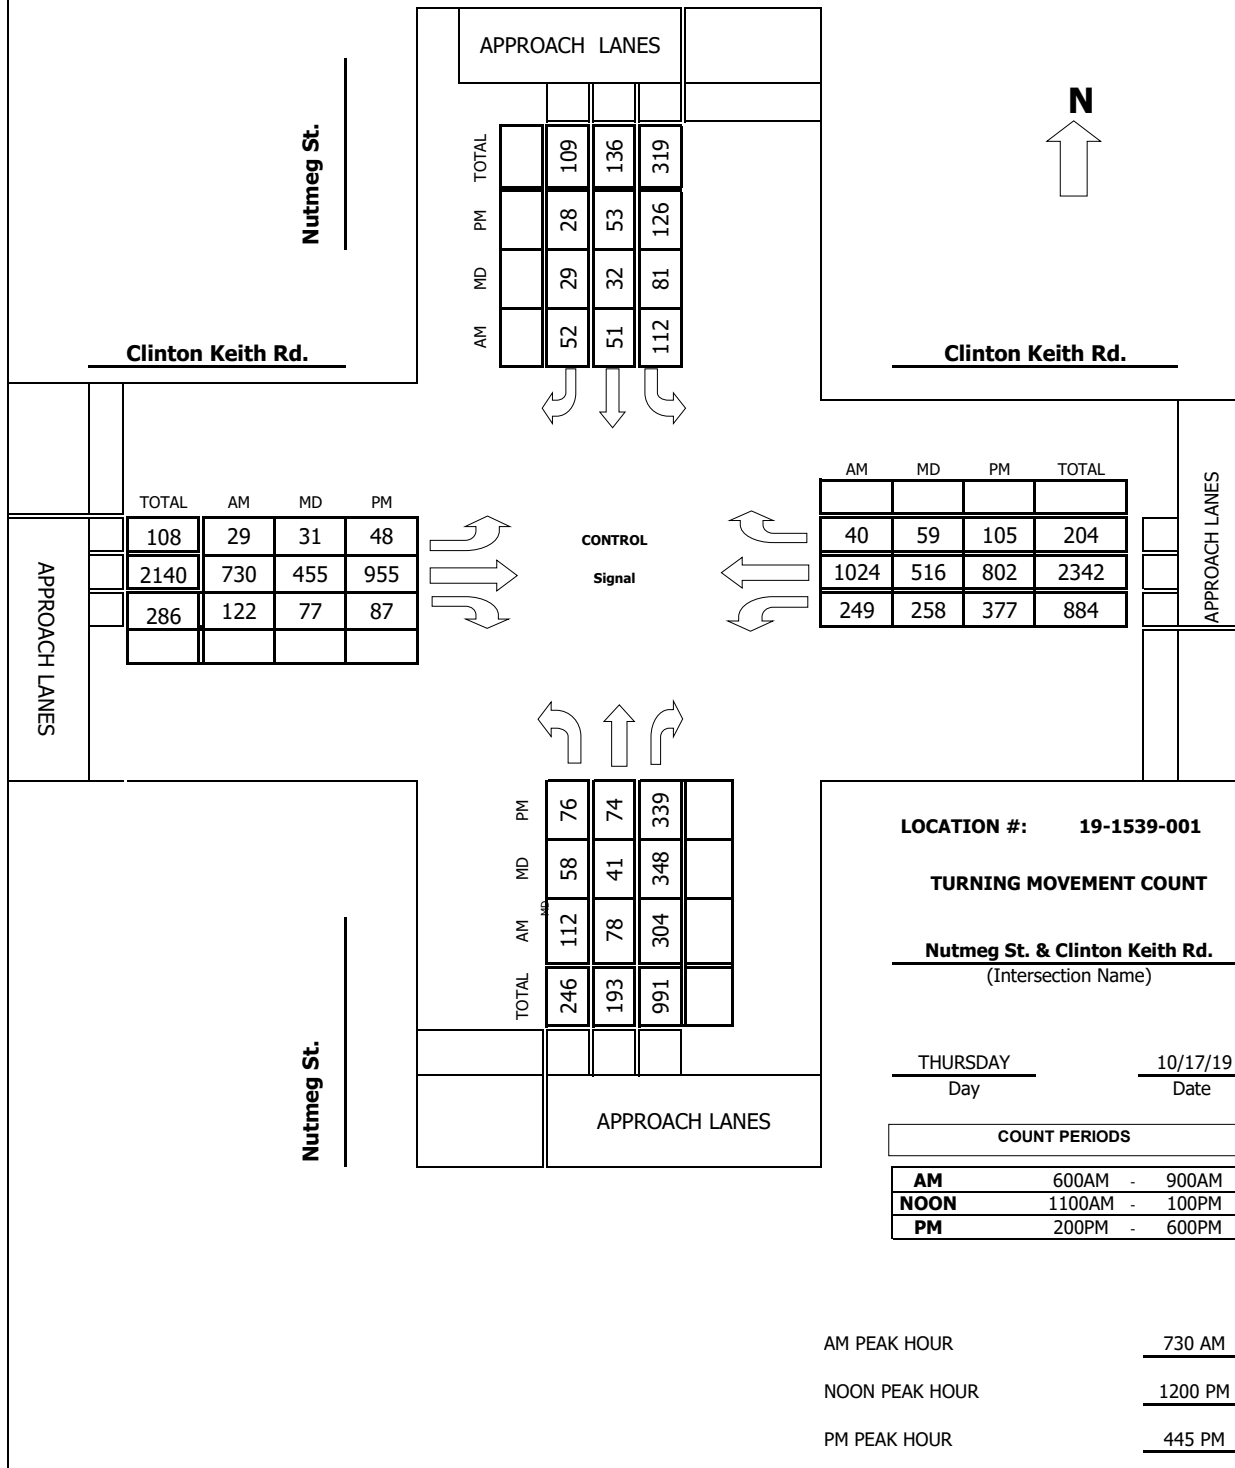 APPROACH LANES
N
Nutmeg St.
TOTAL 109 136 319
PM 28 53 126
MD 29 32 81
AM 52 51 112
Clinton Keith Rd.
Clinton Keith Rd.
TOTAL AM MD PM
108 29 31 48
2140 730 455 955
286 122 77 87
APPROACH LANES
CONTROL
Signal
AM MD PM TOTAL
40 59 105 204
1024 516 802 2342
249 258 377 884
APPROACH LANES
PM 76 74 339
MD 58 41 348
MD
AM 112 78 304
TOTAL 246 193 991
Nutmeg St.
APPROACH LANES
LOCATION #: 19-1539-001
TURNING MOVEMENT COUNT
Nutmeg St. & Clinton Keith Rd.
(Intersection Name)
THURSDAY 10/17/19
Day Date
COUNT PERIODS
AM 600AM - 900AM
NOON 1100AM - 100PM
PM 200PM - 600PM
AM PEAK HOUR 730 AM
NOON PEAK HOUR 1200 PM
PM PEAK HOUR 445 PM